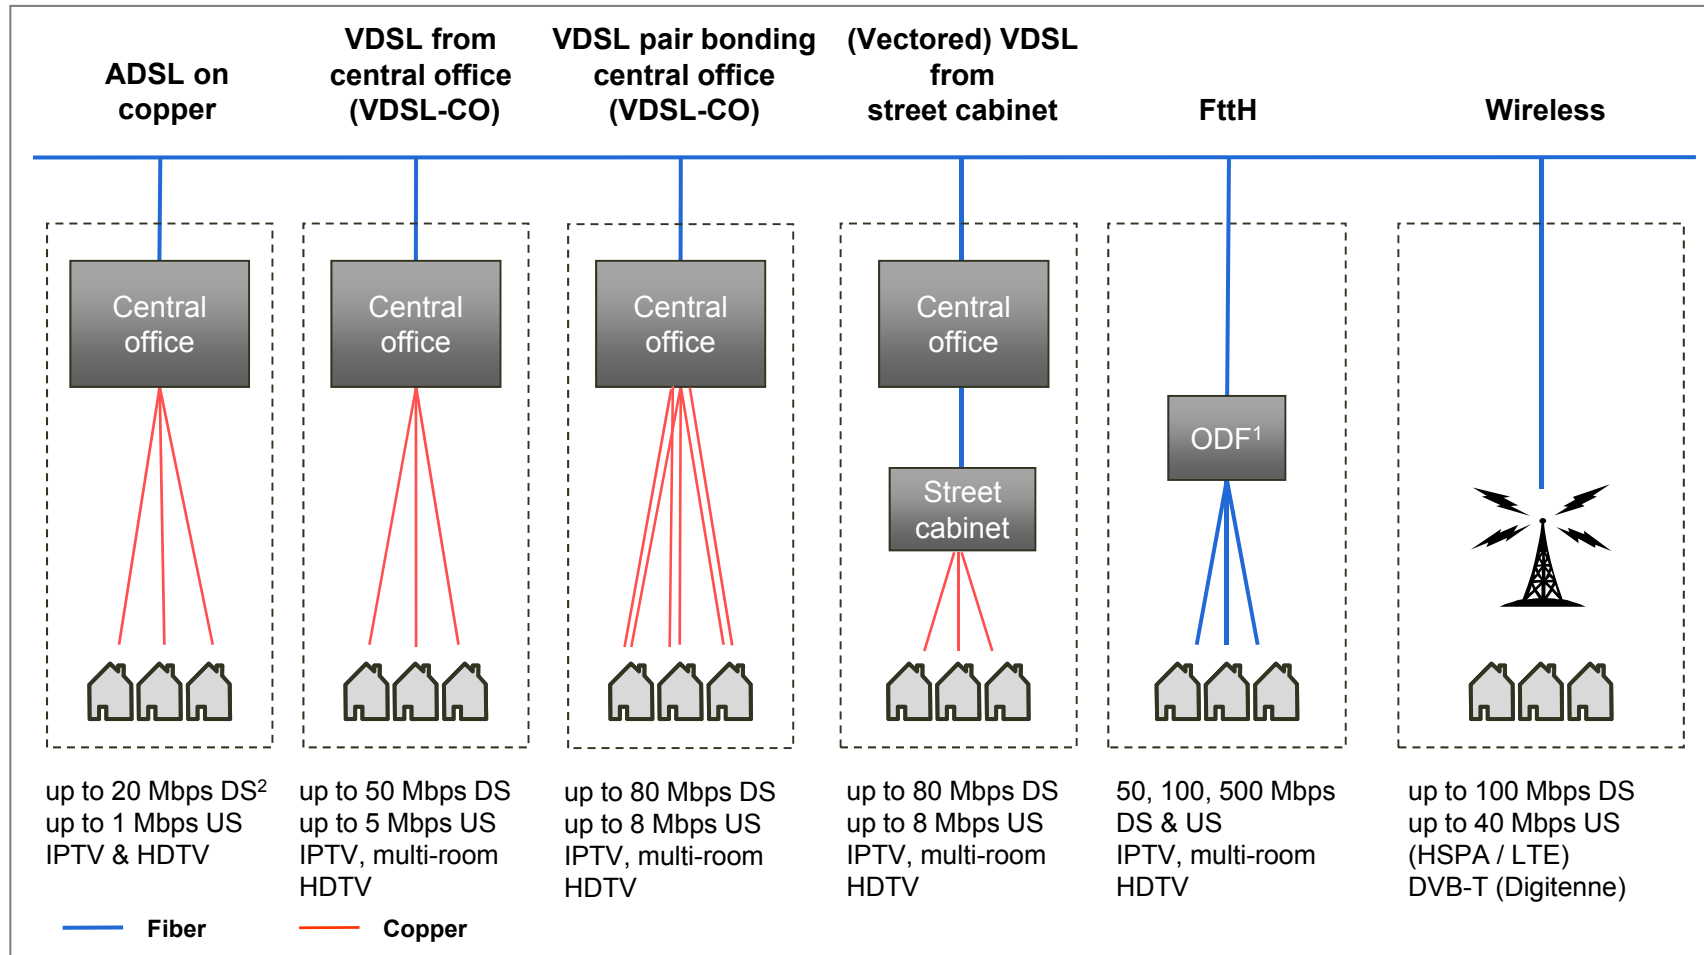 ADSL on
copper
VDSL from
central office
(VDSL-CO)
VDSL pair bonding
central office
(VDSL-CO)
(Vectored) VDSL
from
street cabinet
FttH
Wireless
Central
office
Central
office
Central
office
Central
office
Street
cabinet
ODF¹
up to 20 Mbps DS²
up to 1 Mbps US
IPTV & HDTV
up to 50 Mbps DS
up to 5 Mbps US
IPTV, multi-room
HDTV
up to 80 Mbps DS
up to 8 Mbps US
IPTV, multi-room
HDTV
up to 80 Mbps DS
up to 8 Mbps US
IPTV, multi-room
HDTV
50, 100, 500 Mbps
DS & US
IPTV, multi-room
HDTV
up to 100 Mbps DS
up to 40 Mbps US
(HSPA / LTE)
DVB-T (Digitenne)
Fiber
Copper